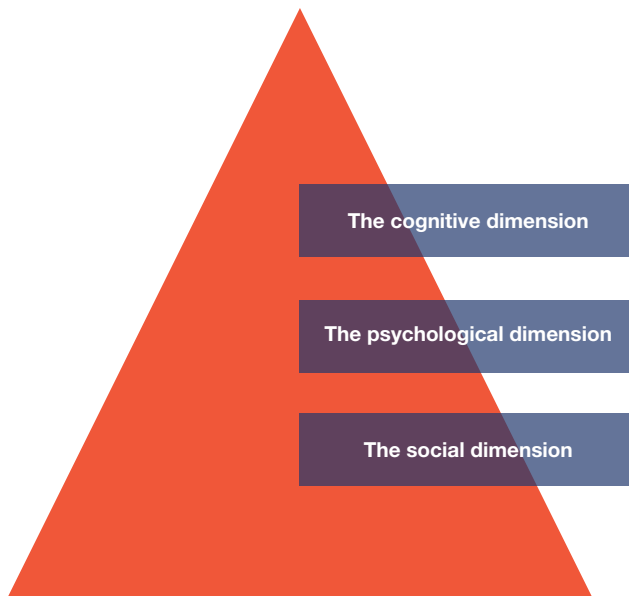 The cognitive dimension
The psychological dimension
The social dimension